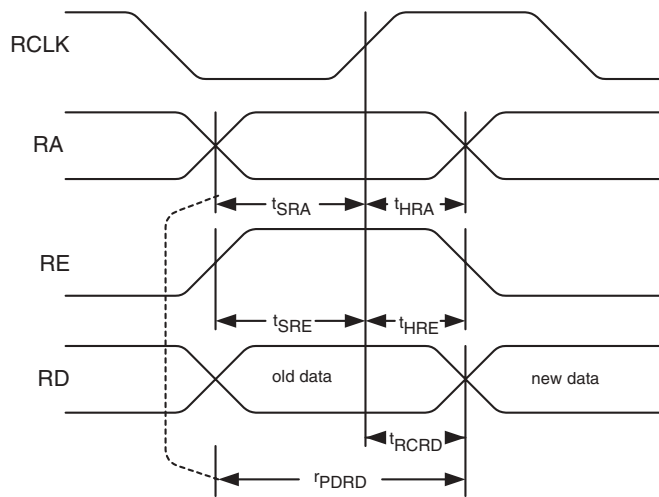 RCLK
RA
tSRA
tHRA
RE
tSRE
tHRE
RD
old data
new data
tRCRD
rPDRD